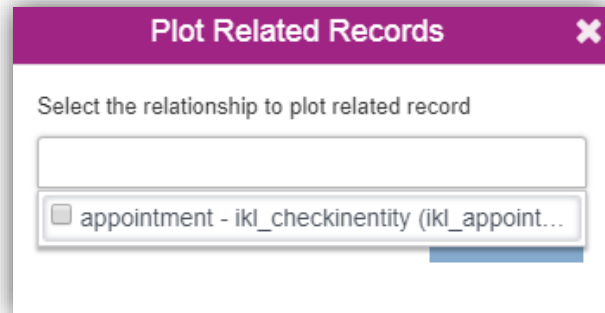 Plot Related Records ✖
Select the relationship to plot related record
appointment - ikl_checkinentity (ikl_appoint...